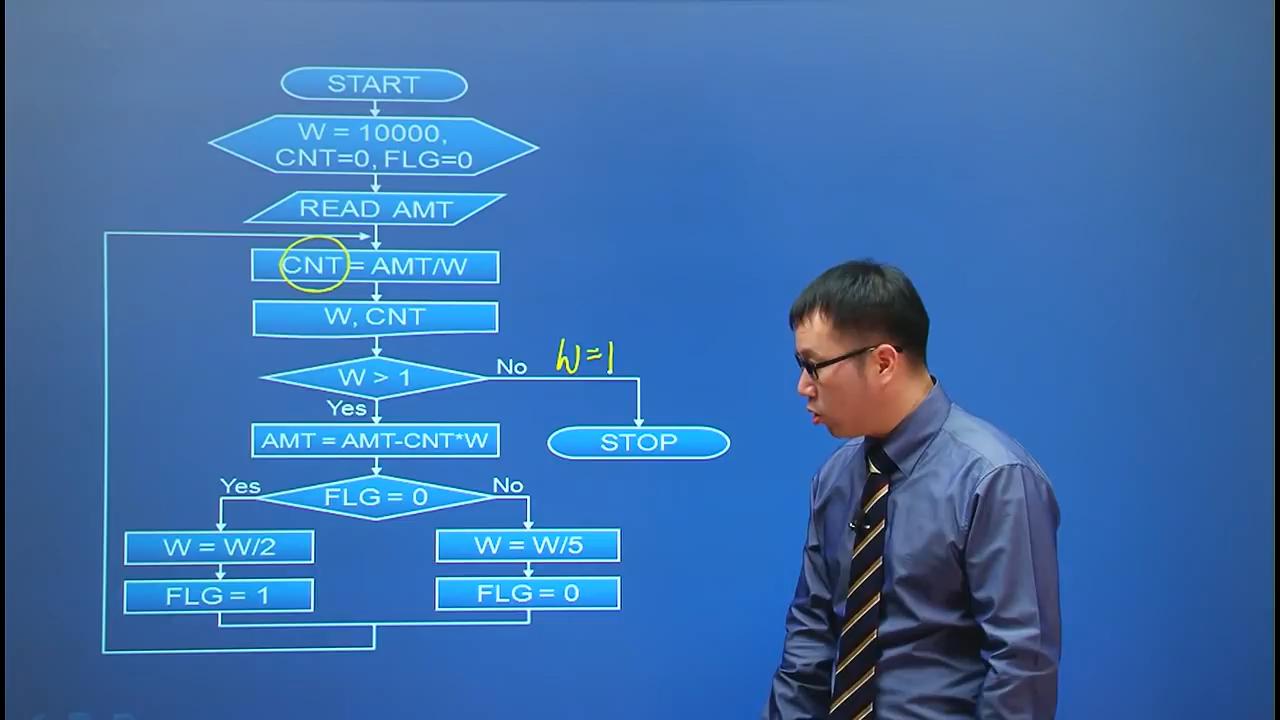 START
W = 10000,
CNT=0, FLG=0
READ AMT
CNT = AMT/W
W, CNT
W > 1
No
W=1
Yes
STOP
AMT = AMT-CNT*W
FLG = 0
Yes
No
W = W/2
W = W/5
FLG = 1
FLG = 0